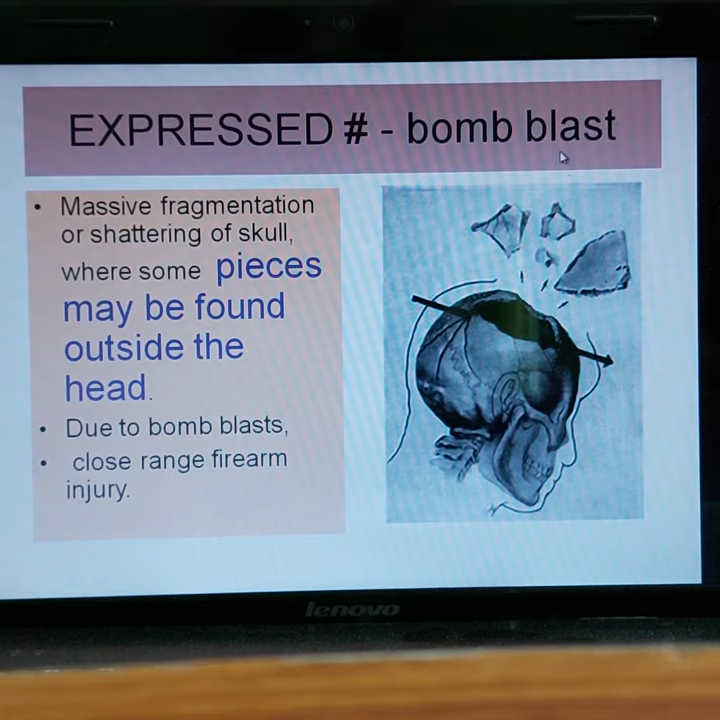 EXPRESSED # - bomb blast
• Massive fragmentation
or shattering of skull,
where some pieces
may be found
outside the
head.
• Due to bomb blasts,
• close range firearm
injury.
lenovo